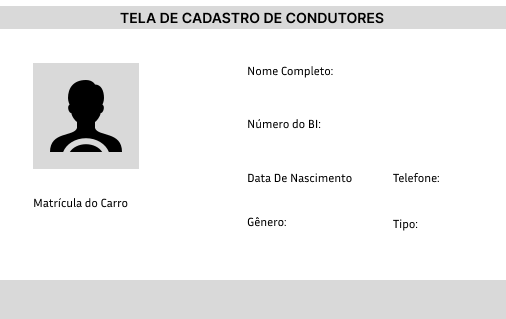 TELA DE CADASTRO DE CONDUTORES
Nome Completo:
Número do BI:
Data De Nascimento
Telefone:
Matrícula do Carro
Gênero:
Tipo: